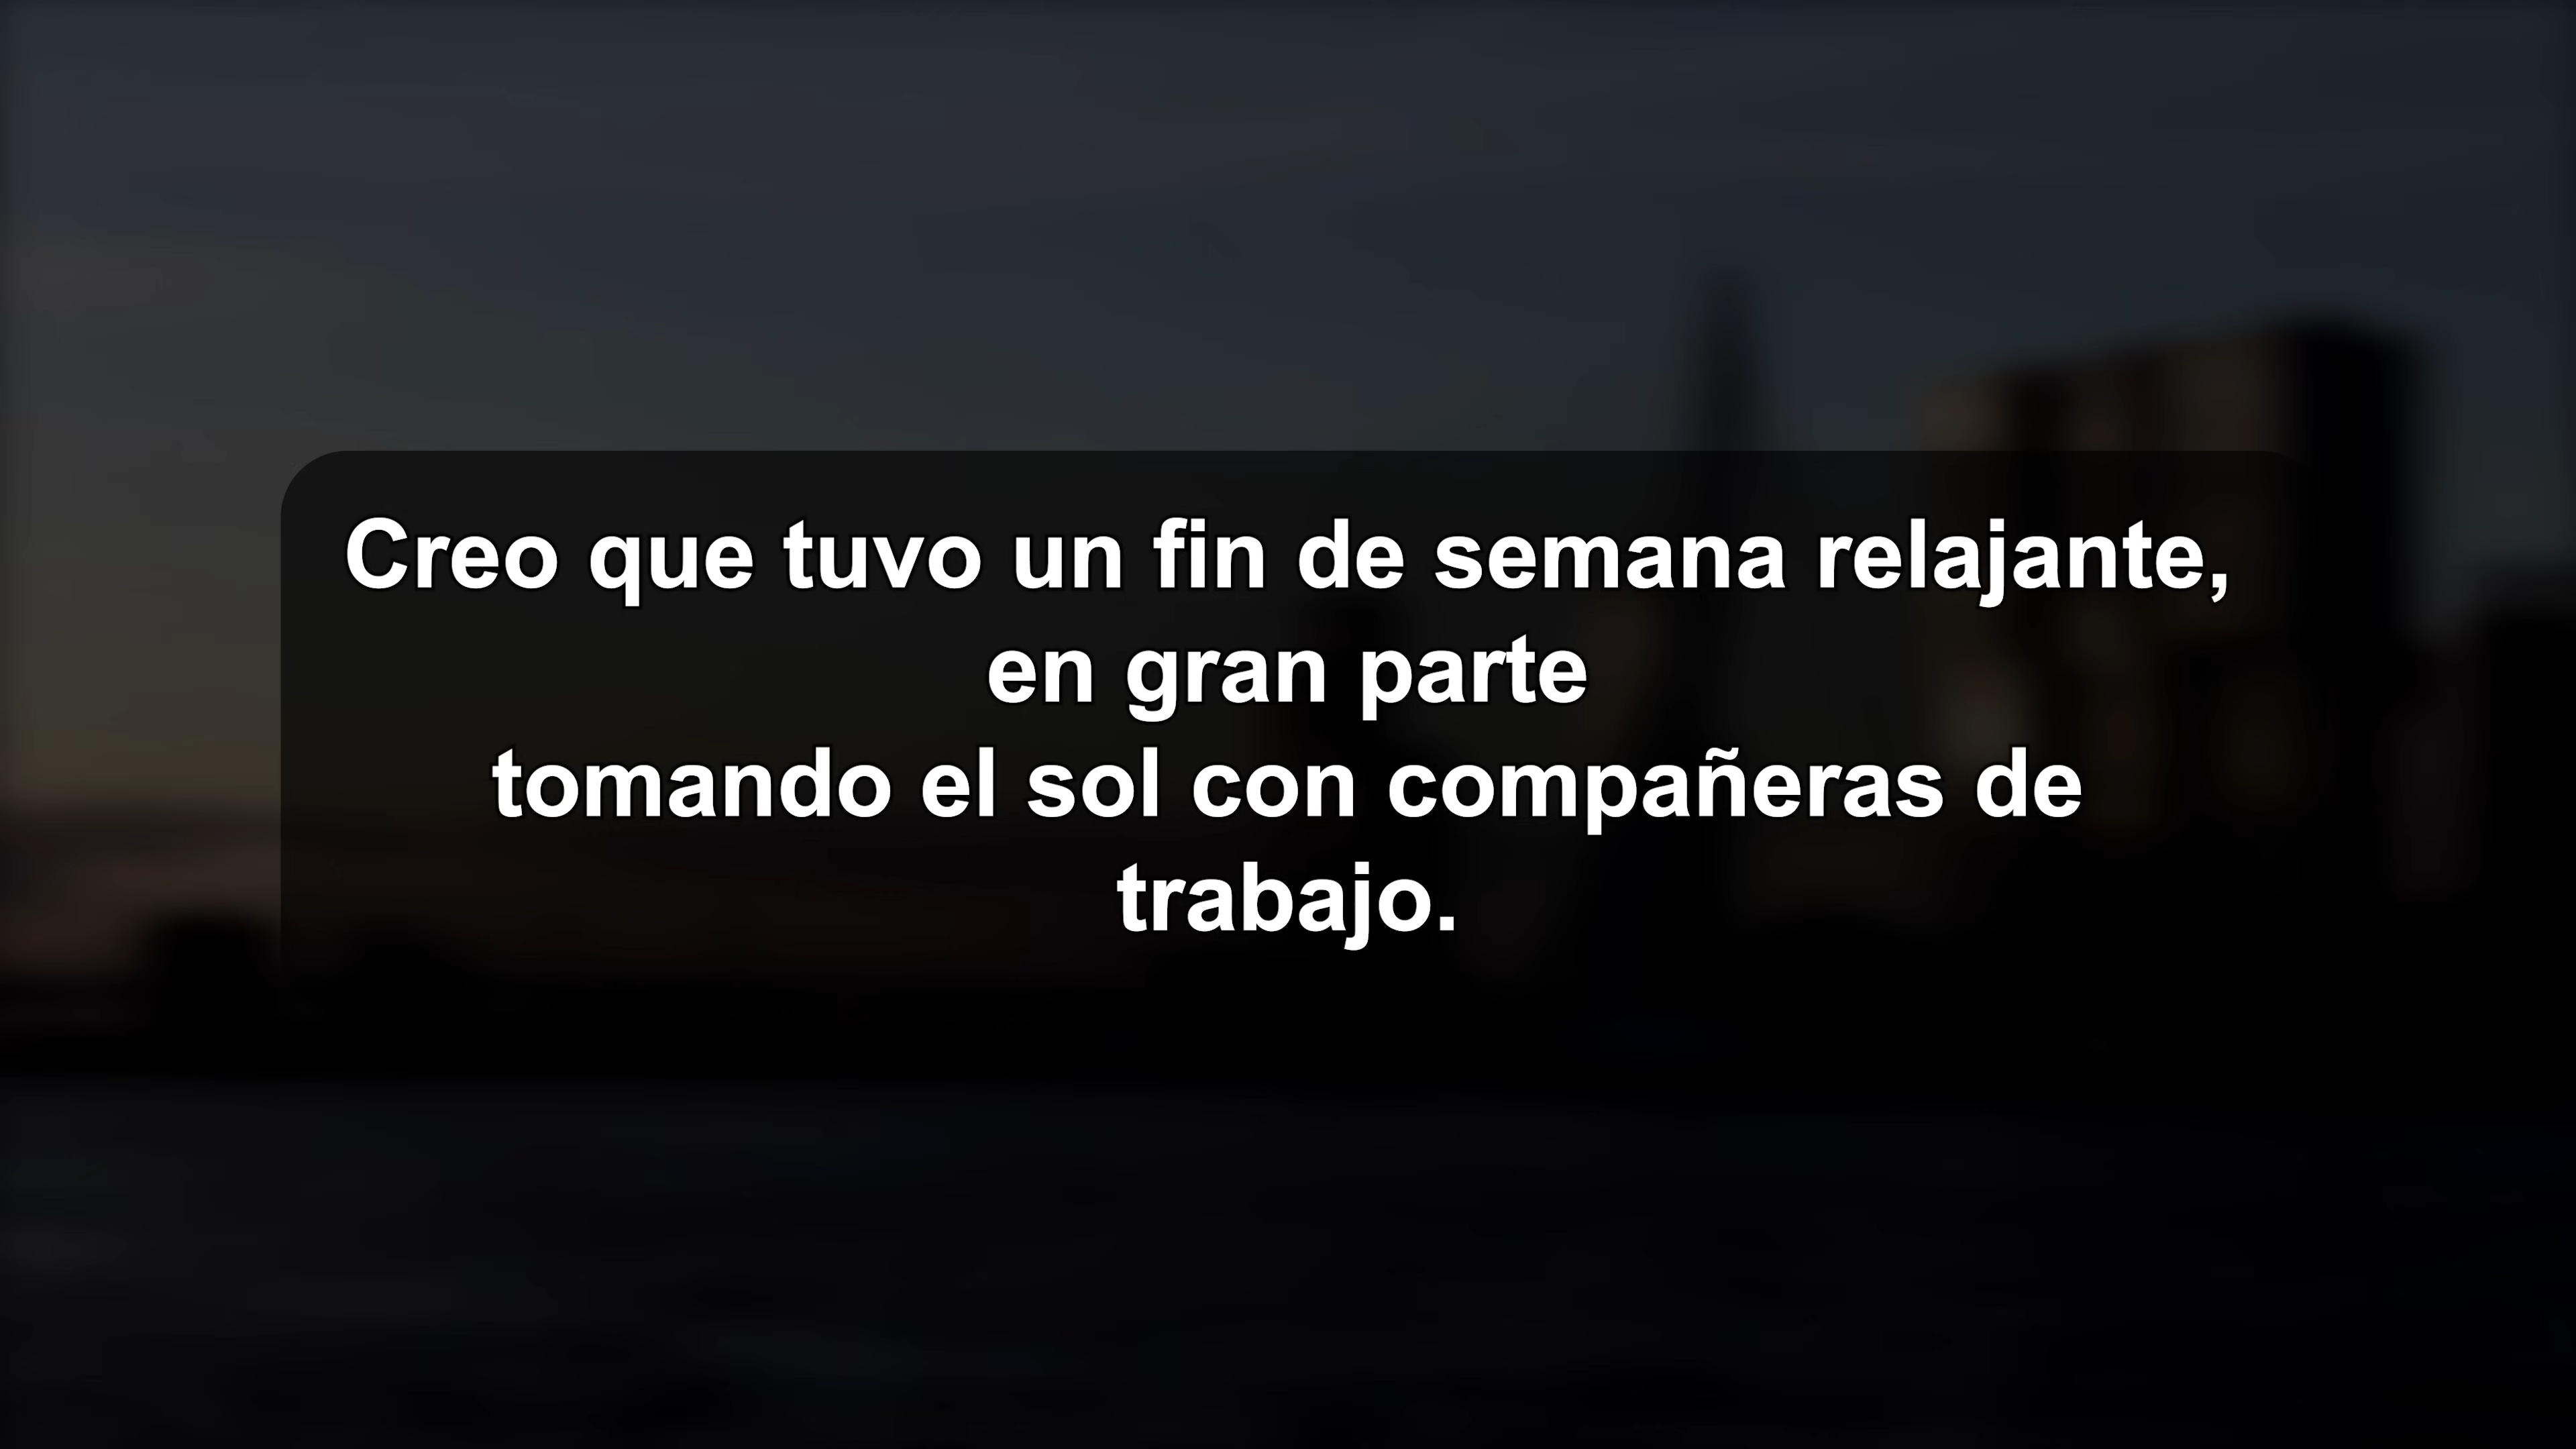 Creo que tuvo un fin de semana relajante,
en gran parte
tomando el sol con compañeras de
trabajo.